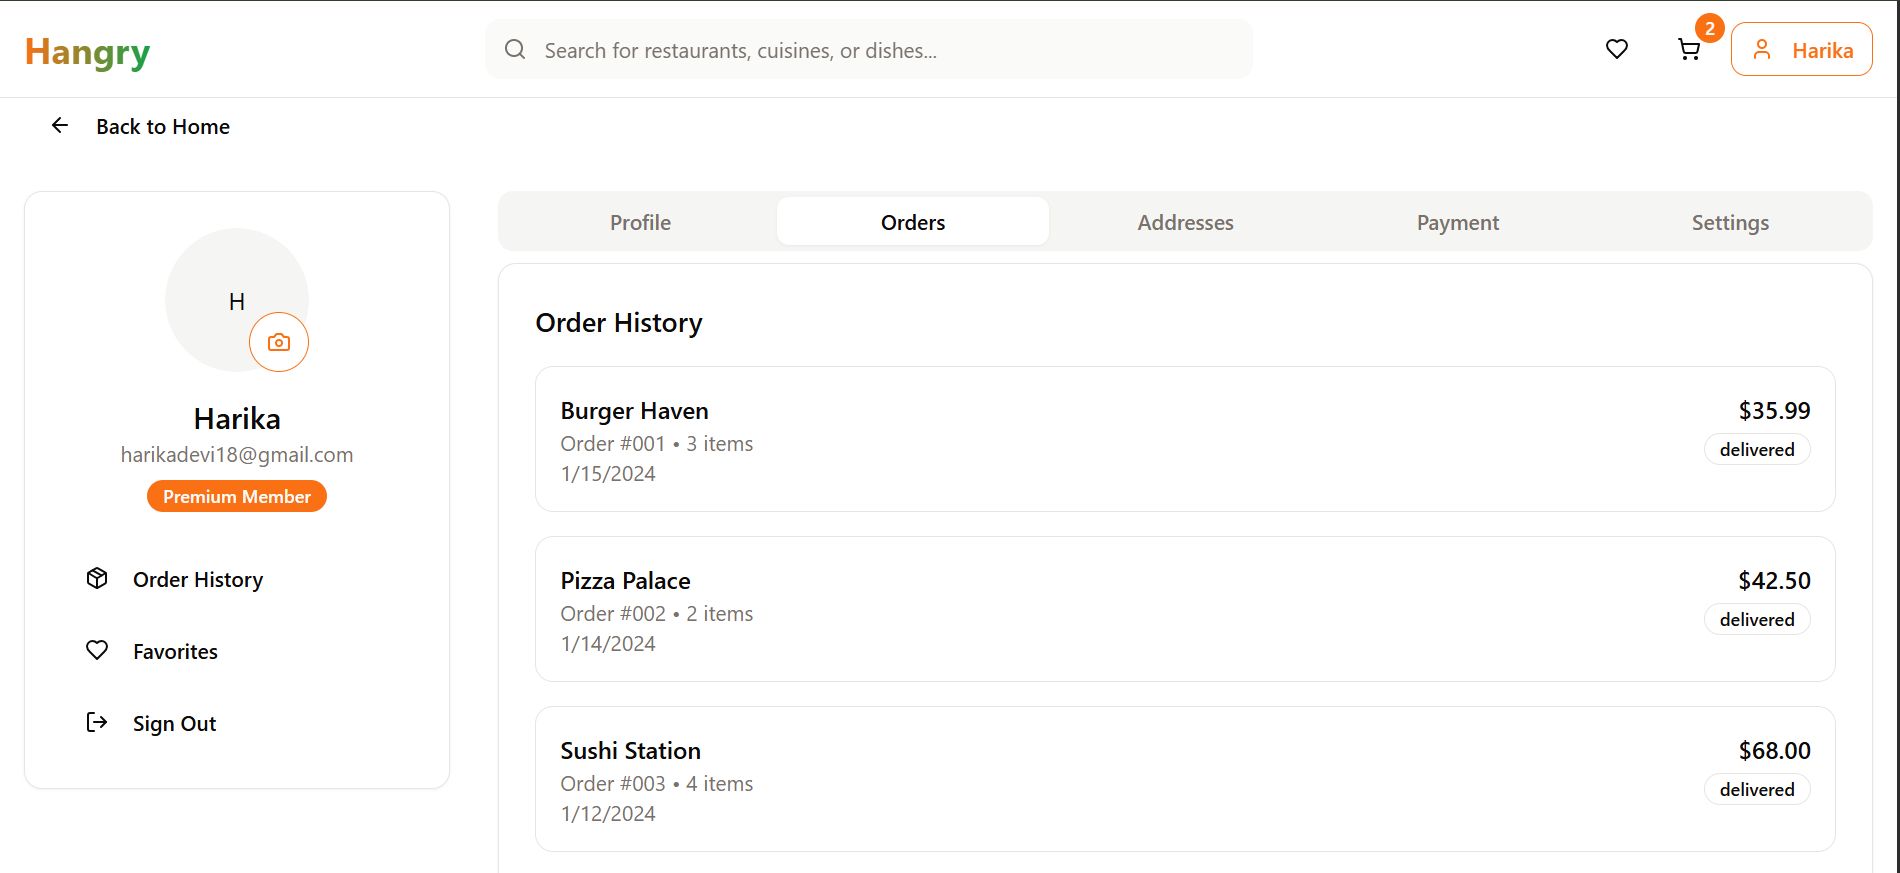 Hangry
Search for restaurants, cuisines, or dishes...
2
Harika
Back to Home
H
Harika
harikadevi18@gmail.com
Premium Member
Order History
Favorites
Sign Out
Profile
Orders
Addresses
Payment
Settings
Order History
Burger Haven
$35.99
Order #001 • 3 items
delivered
1/15/2024
Pizza Palace
$42.50
Order #002 • 2 items
delivered
1/14/2024
Sushi Station
$68.00
Order #003 • 4 items
delivered
1/12/2024